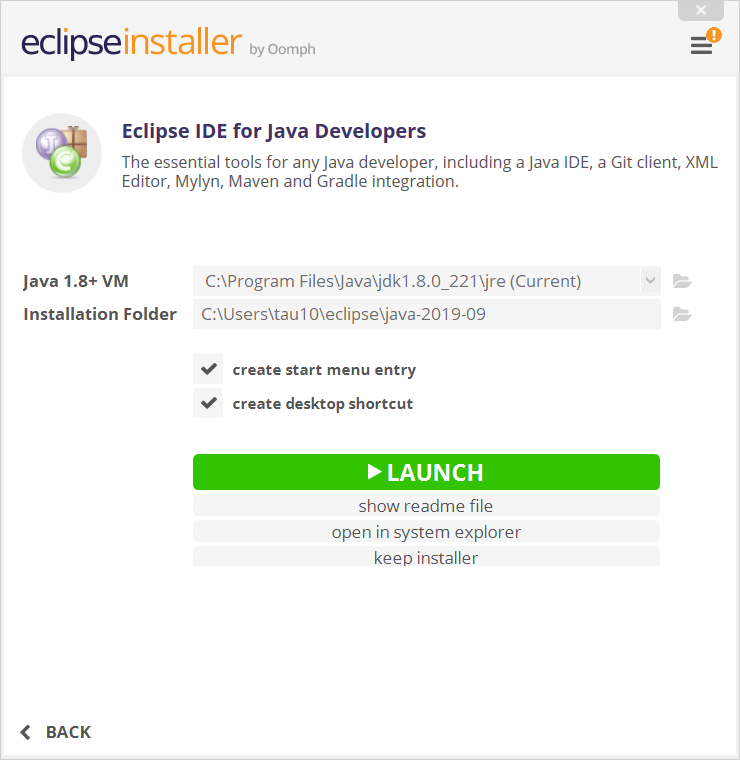 eclipseinstaller by Oomph
!
Eclipse IDE for Java Developers
The essential tools for any Java developer, including a Java IDE, a Git client, XML
Editor, Mylyn, Maven and Gradle integration.
Java 1.8+ VM C:\Program Files\Java\jdk1.8.0_221\jre (Current)
Installation Folder C:\Users\tau10\eclipse\java-2019-09
create start menu entry
create desktop shortcut
LAUNCH
show readme file
open in system explorer
keep installer
BACK